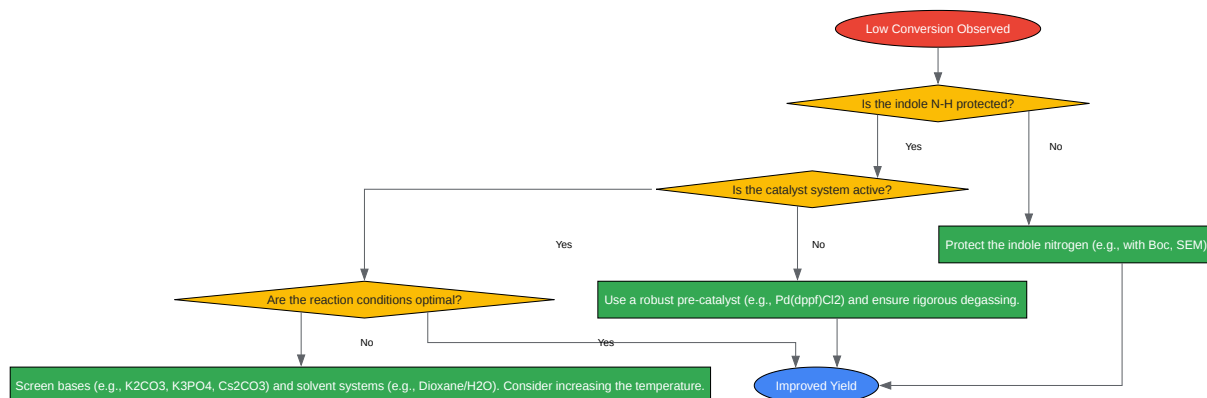 Low Conversion Observed
Is the indole N-H protected?
Yes
No
Is the catalyst system active?
Yes
No
Protect the indole nitrogen (e.g., with Boc, SEM)
Are the reaction conditions optimal?
Use a robust pre-catalyst (e.g., Pd(dppf)Cl2) and ensure rigorous degassing.
No
Yes
Screen bases (e.g., K2CO3, K3PO4, Cs2CO3) and solvent systems (e.g., Dioxane/H2O). Consider increasing the temperature.
Improved Yield